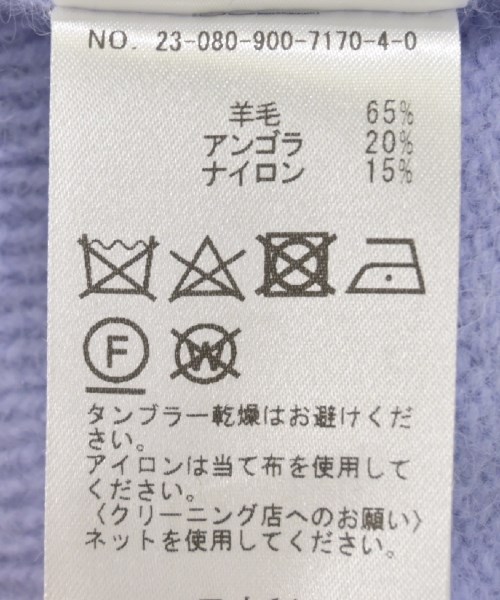 NO. 23-080-900-7170-4-0
羊毛 65%
アンゴラ 20%
ナイロン 15%
F W
タンブラー乾燥はお避けくだ
さい。
アイロンは当て布を使用して
ください。
〈クリーニング店へのお願い〉
ネットを使用してください。